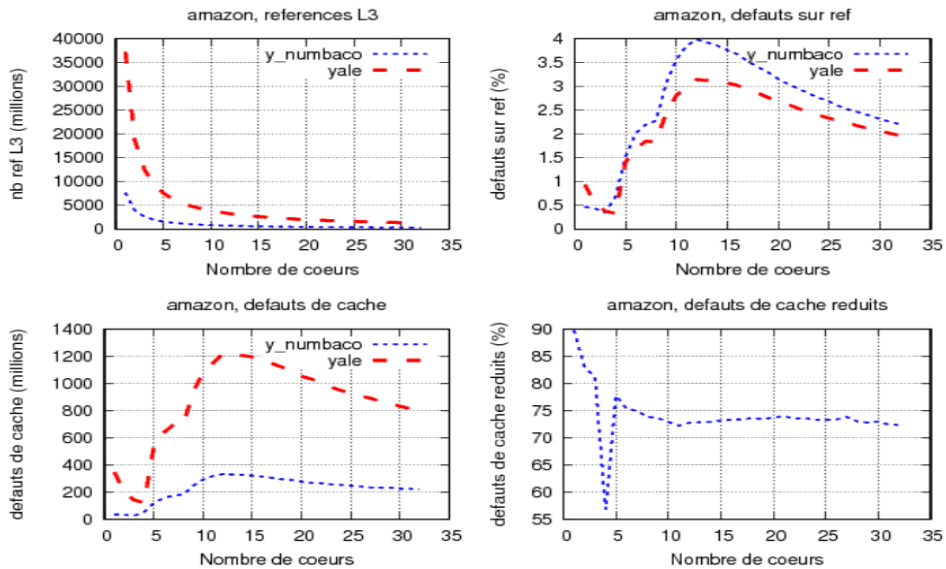 amazon, references L3
nb ref L3 (millions)
40000
35000
30000
25000
20000
15000
10000
5000
0
y_numbaco
yale
0 5 10 15 20 25 30 35
Nombre de coeurs
amazon, defauts sur ref
defauts sur ref (%)
4
3.5
3
2.5
2
1.5
1
0.5
0
y_numbaco
yale
0 5 10 15 20 25 30 35
Nombre de coeurs
amazon, defauts de cache
defauts de cache (millions)
1400
1200
1000
800
600
400
200
0
y_numbaco
yale
0 5 10 15 20 25 30 35
Nombre de coeurs
amazon, defauts de cache reduits
defauts de cache reduits (%)
90
85
80
75
70
65
60
55
0 5 10 15 20 25 30 35
Nombre de coeurs